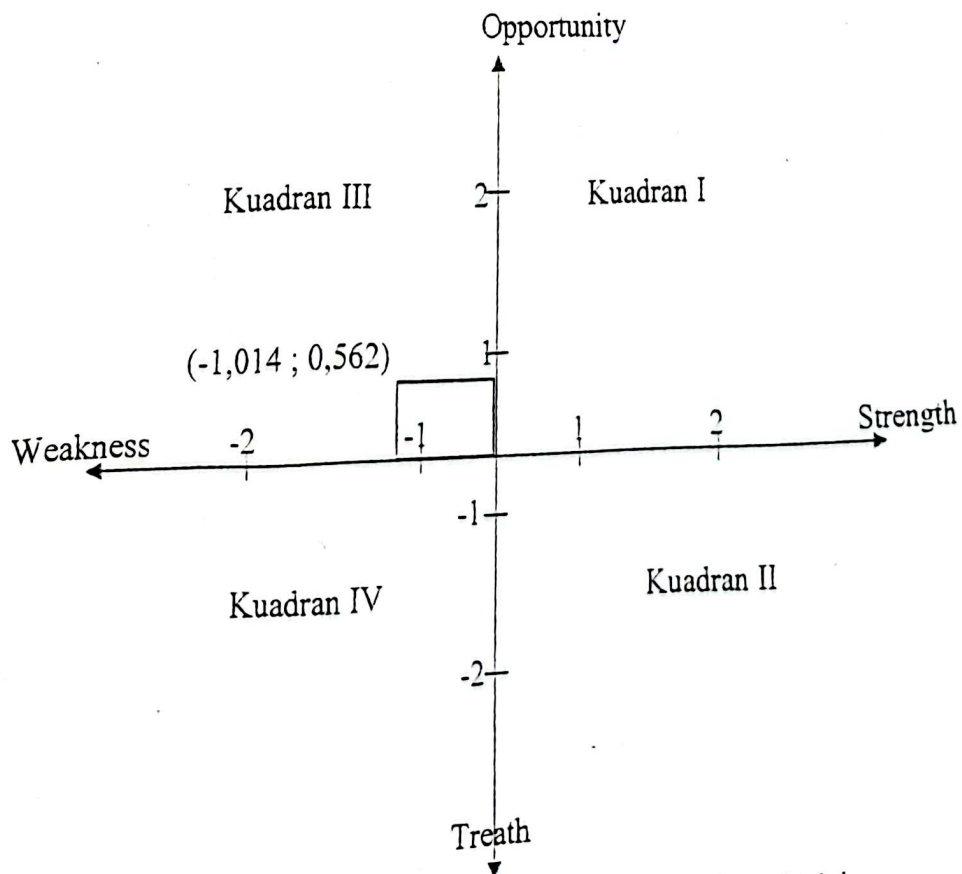 Opportunity
Kuadran III
2
Kuadran I
(-1,014 ; 0,562)
1
Weakness
-2
-1
1
2
Strength
-1
Kuadran IV
Kuadran II
-2
Treath